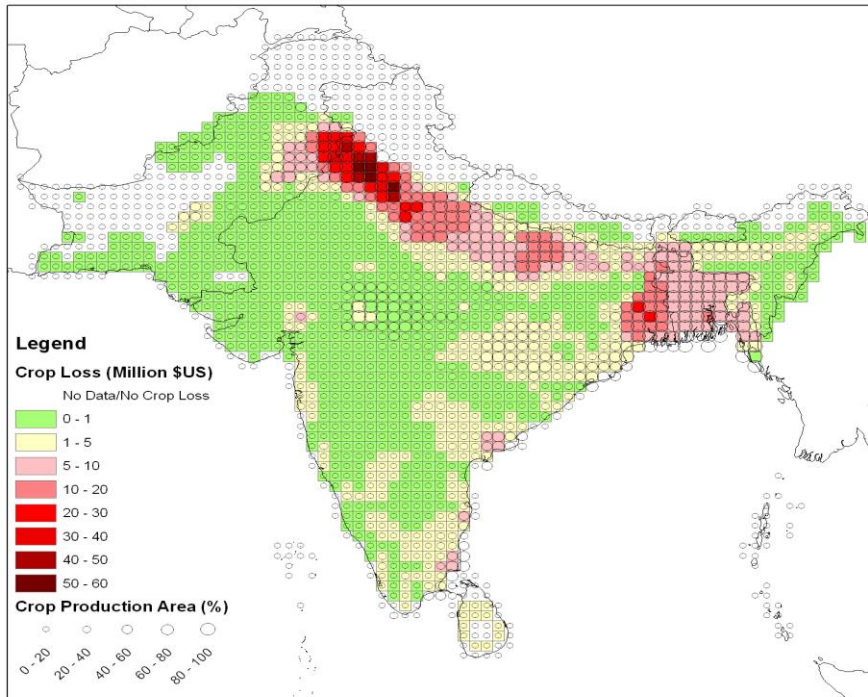 Legend
Crop Loss (Million $US)
No Data/No Crop Loss
0 - 1
1 - 5
5 - 10
10 - 20
20 - 30
30 - 40
40 - 50
50 - 60
Crop Production Area (%)
0 - 20
20 - 40
40 - 60
60 - 80
80 - 100